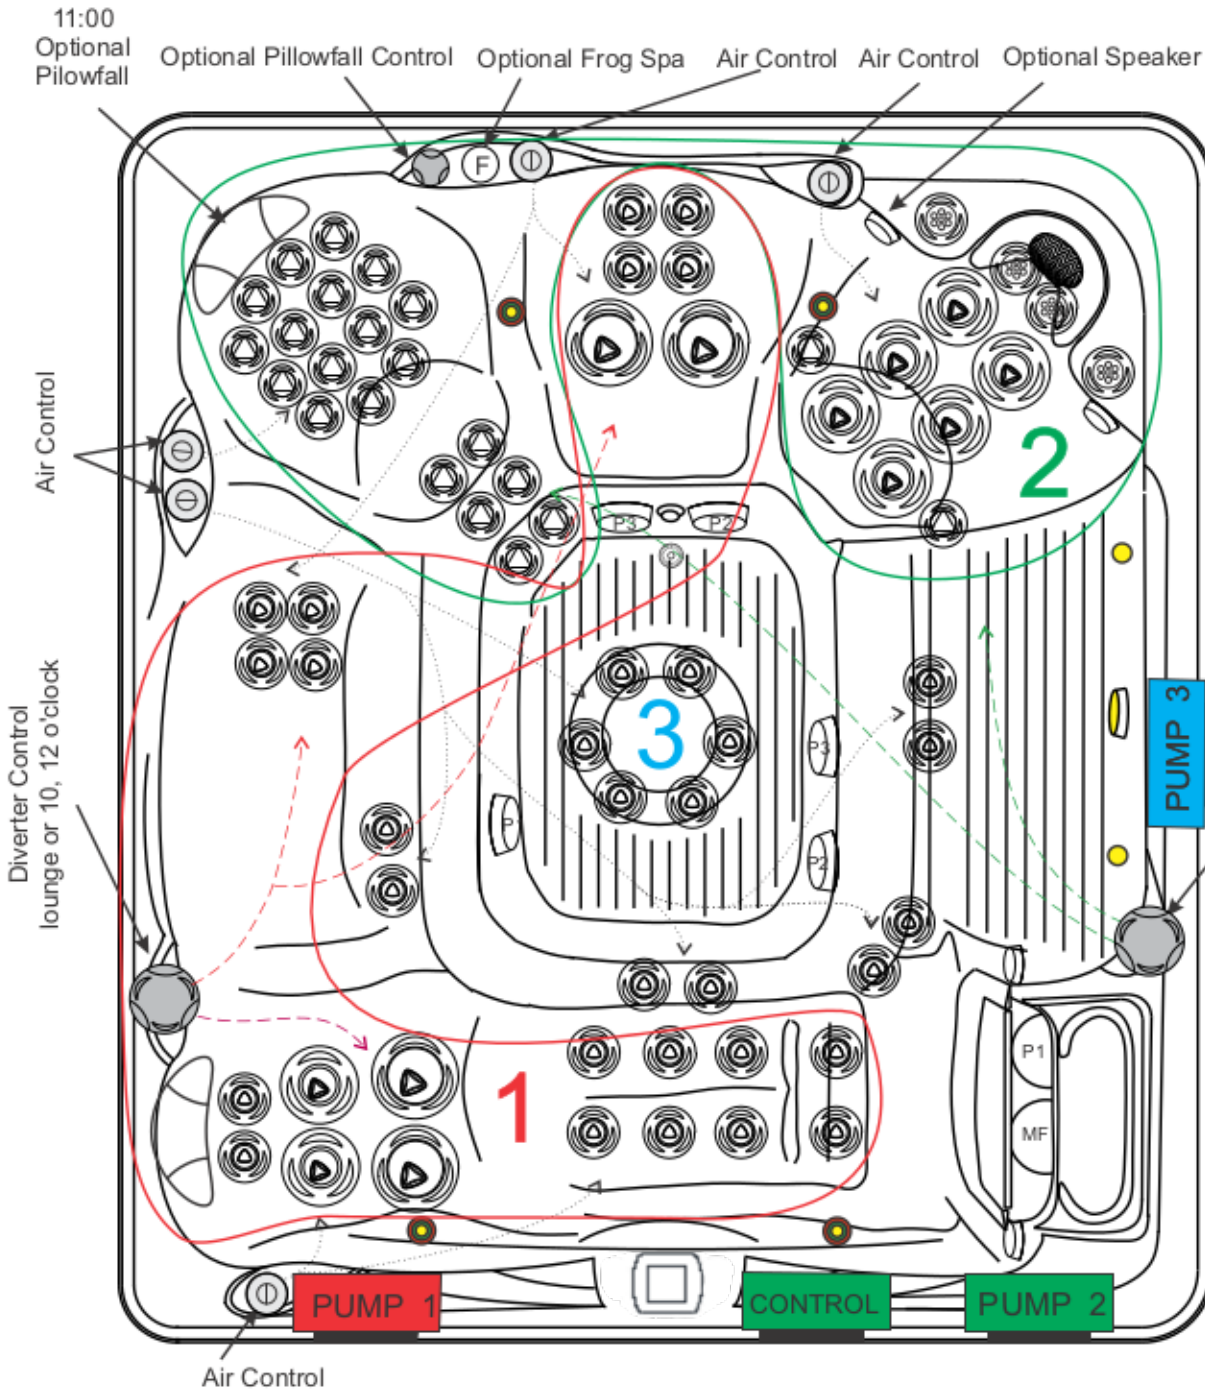 11:00
Optional
Pilowfall
Optional Pillowfall Control
Optional Frog Spa
Air Control
Air Control
Optional Speaker
F
Air Control
2
P3
P2
Diverter Control
lounge or 10, 12 o'clock
3
P3
PUMP 3
P
P2
1
P1
MF
PUMP 1
CONTROL
PUMP 2
Air Control